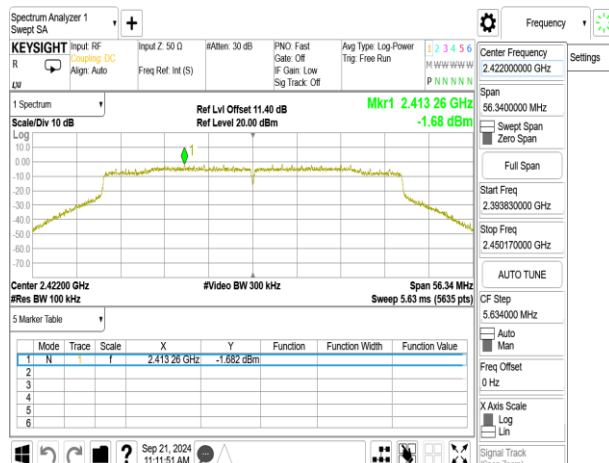 Spectrum Analyzer 1
Swept SA
Frequency
KEYSIGHT
R
Input: RF
Coupling: DC
Align: Auto
Input Z: 50 Ω
Freq Ref: Int (S)
#Atten: 30 dB
PNO: Fast
Gate: Off
IF Gain: Low
Sig Track: Off
Avg Type: Log-Power
Trig: Free Run
1 2 3 4 5 6
M W W W W W
P N N N N N
Center Frequency
2.422000000 GHz
Settings
Span
56.3400000 MHz
Swept Span
Zero Span
Full Span
Start Freq
2.393830000 GHz
Stop Freq
2.450170000 GHz
AUTO TUNE
CF Step
5.634000 MHz
Auto
Man
Freq Offset
0 Hz
X Axis Scale
Log
Lin
Signal Track
1 Spectrum
Scale/Div 10 dB
Ref Lvl Offset 11.40 dB
Ref Level 20.00 dBm
Mkr1 2.413 26 GHz
-1.68 dBm
Log
10.0
0.00
-10.0
-20.0
-30.0
-40.0
-50.0
-60.0
-70.0
1
Center 2.42200 GHz
#Res BW 100 kHz
#Video BW 300 kHz
Span 56.34 MHz
Sweep 5.63 ms (5635 pts)
5 Marker Table
Mode Trace Scale X Y Function Function Width Function Value
1 N 1 f 2.413 26 GHz -1.682 dBm
2
3
4
5
6
?
Sep 21, 2024
11:11:51 AM